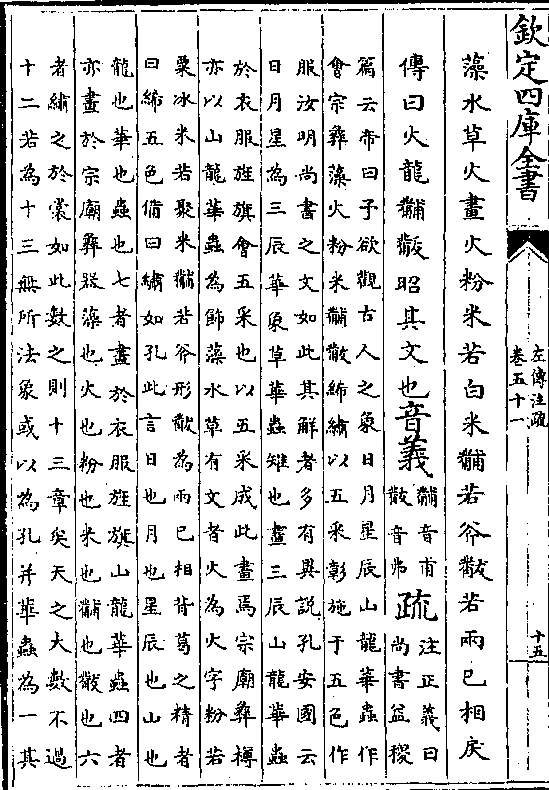 欽定四庫全書
左傳注疏
卷五十一
十五
藻水草火畫火粉米若白米黼若斧黻若兩巳相戾
傳曰火龍黼黻昭其文也音義黼音甫黻音弗疏注正義曰尚書益稷
篇云帝曰予欲觀古人之象日月星辰山龍華蟲作
會宗彞藻火粉米黼黻絺繡以五采彰施于五色作
服汝明尚書之文如此其解者多有異說孔安國云
日月星為三辰華象草華蟲雉也畫三辰山龍華蟲
於衣服旌旗會五采也以五采成此畫焉宗廟彞樽
亦以山龍華蟲為飾藻水草有文者火為火字粉若
粟冰米若聚米黼若斧形黻為兩巳相背葛之精者
曰絺五色備曰繡如孔此言日也月也星辰也山也
龍也華也蟲也七者畫於衣服旌旗山龍華蟲四者
亦畫於宗廟彞器藻也火也粉也米也黼也黻也六
者繡之於裳如此數之則十三章矣天之大數不過
十二若為十三無所法象或以為孔并華蟲為一其